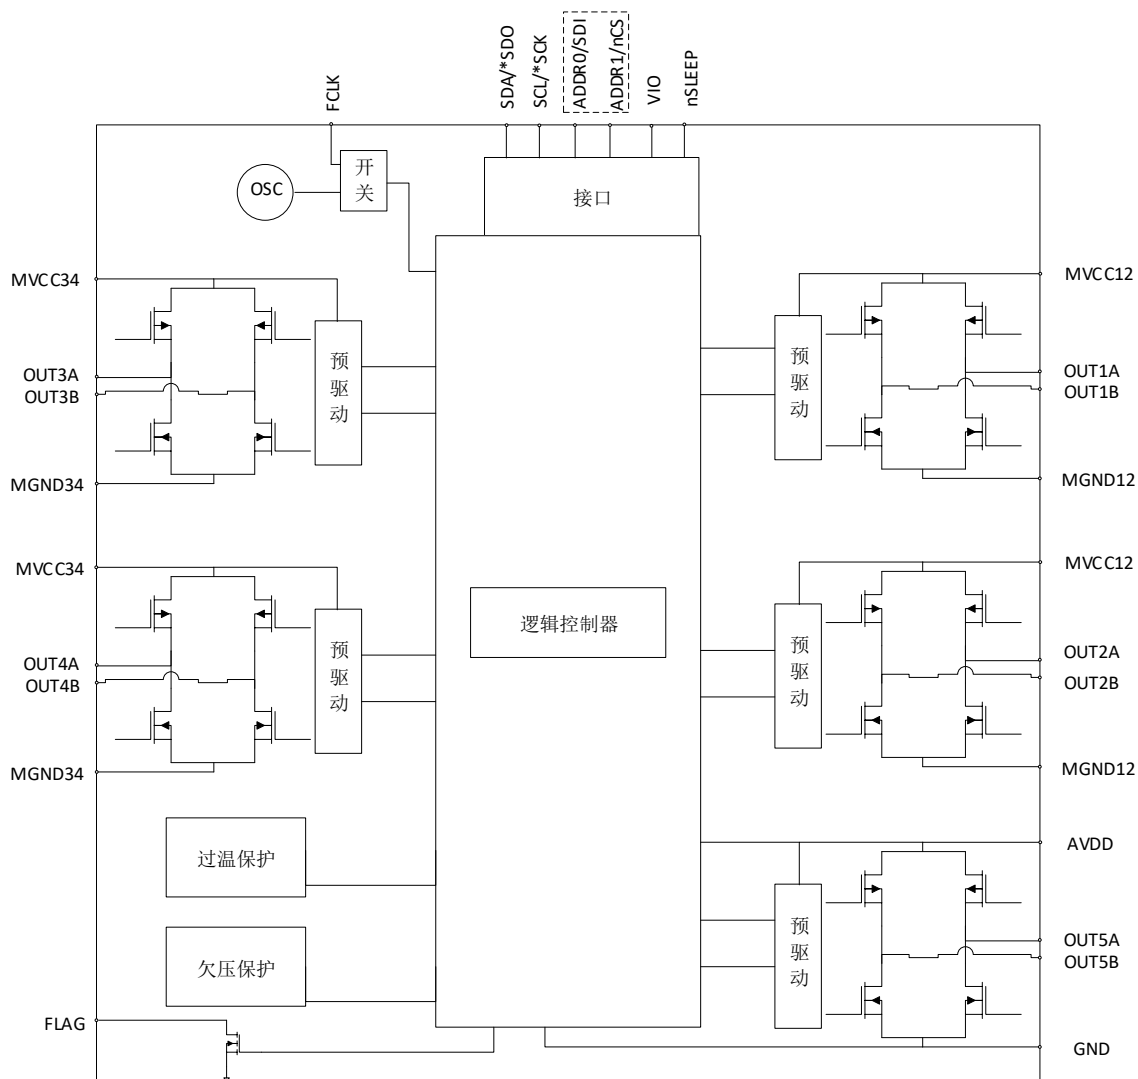 FCLK
SDA/*SDO
SCL/*SCK
ADDR0/SDI
ADDR1/nCS
VIO
nSLEEP
OSC
开
关
接口
MVCC34
预
驱
动
OUT3A
OUT3B
MGND34
MVCC12
预
驱
动
OUT1A
OUT1B
MGND12
MVCC34
预
驱
动
OUT4A
OUT4B
MGND34
逻辑控制器
MVCC12
预
驱
动
OUT2A
OUT2B
MGND12
过温保护
欠压保护
FLAG
AVDD
预
驱
动
OUT5A
OUT5B
GND